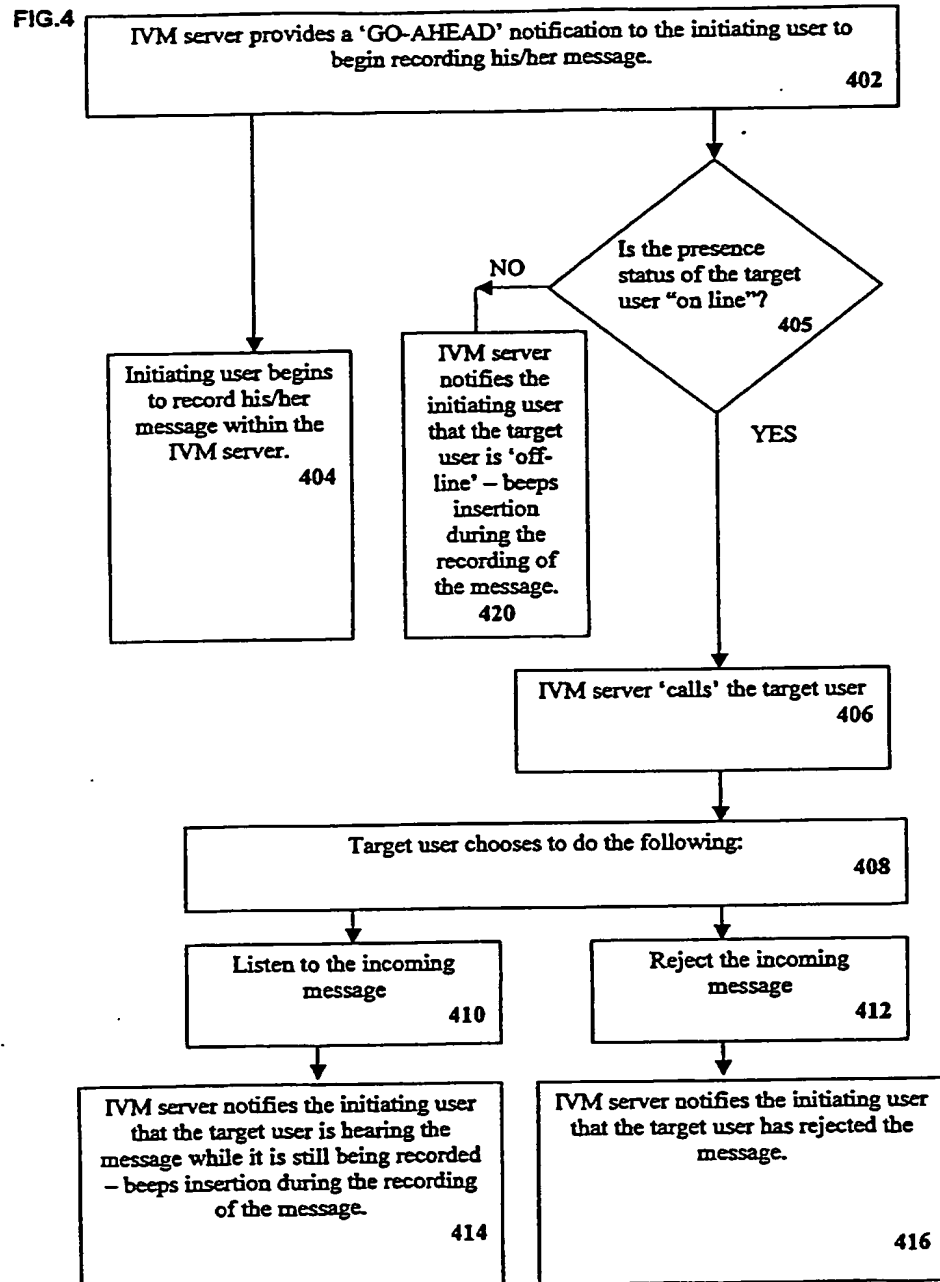 FIG.4
IVM server provides a ‘GO-AHEAD’ notification to the initiating user to
begin recording his/her message.
402
Is the presence
status of the target
user “on line”?
405
NO
YES
Initiating user begins
to record his/her
message within the
IVM server.
404
IVM server
notifies the
initiating user
that the target
user is ‘off-
line’ – beeps
insertion
during the
recording of
the message.
420
IVM server ‘calls’ the target user
406
Target user chooses to do the following:
408
Listen to the incoming
message
410
Reject the incoming
message
412
IVM server notifies the initiating user
that the target user is hearing the
message while it is still being recorded
– beeps insertion during the recording
of the message.
414
IVM server notifies the initiating user
that the target user has rejected the
message.
416